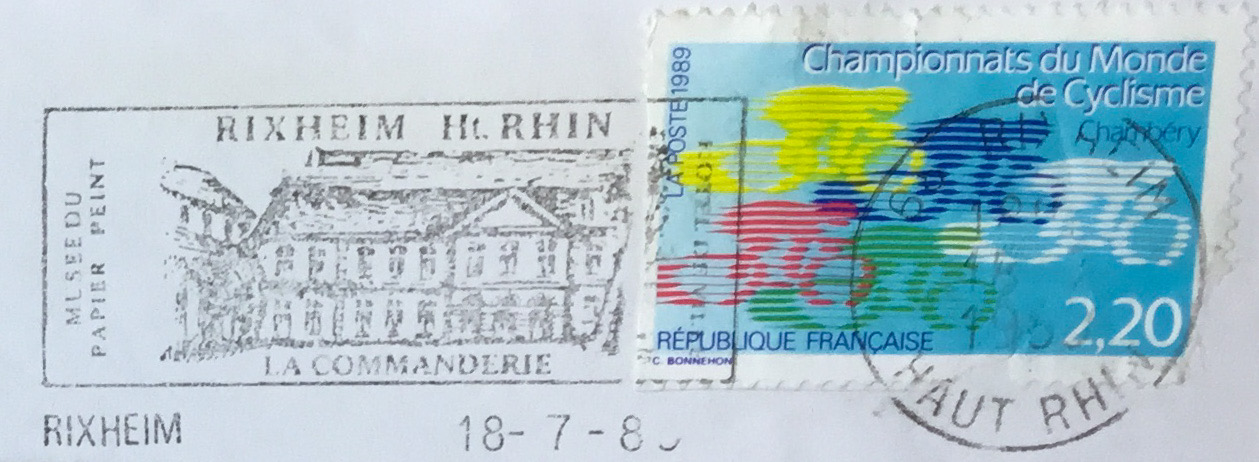 RIXHEIM Ht. RHIN
MUSEE DU
PAPIER PEINT
LA COMMANDERIE
RIXHEIM
18-7-8
LA POSTE 1989
Championnats du Monde
de Cyclisme
Chambéry
2,20
RÉPUBLIQUE FRANÇAISE
C BONNEHON
HAUT RHIN